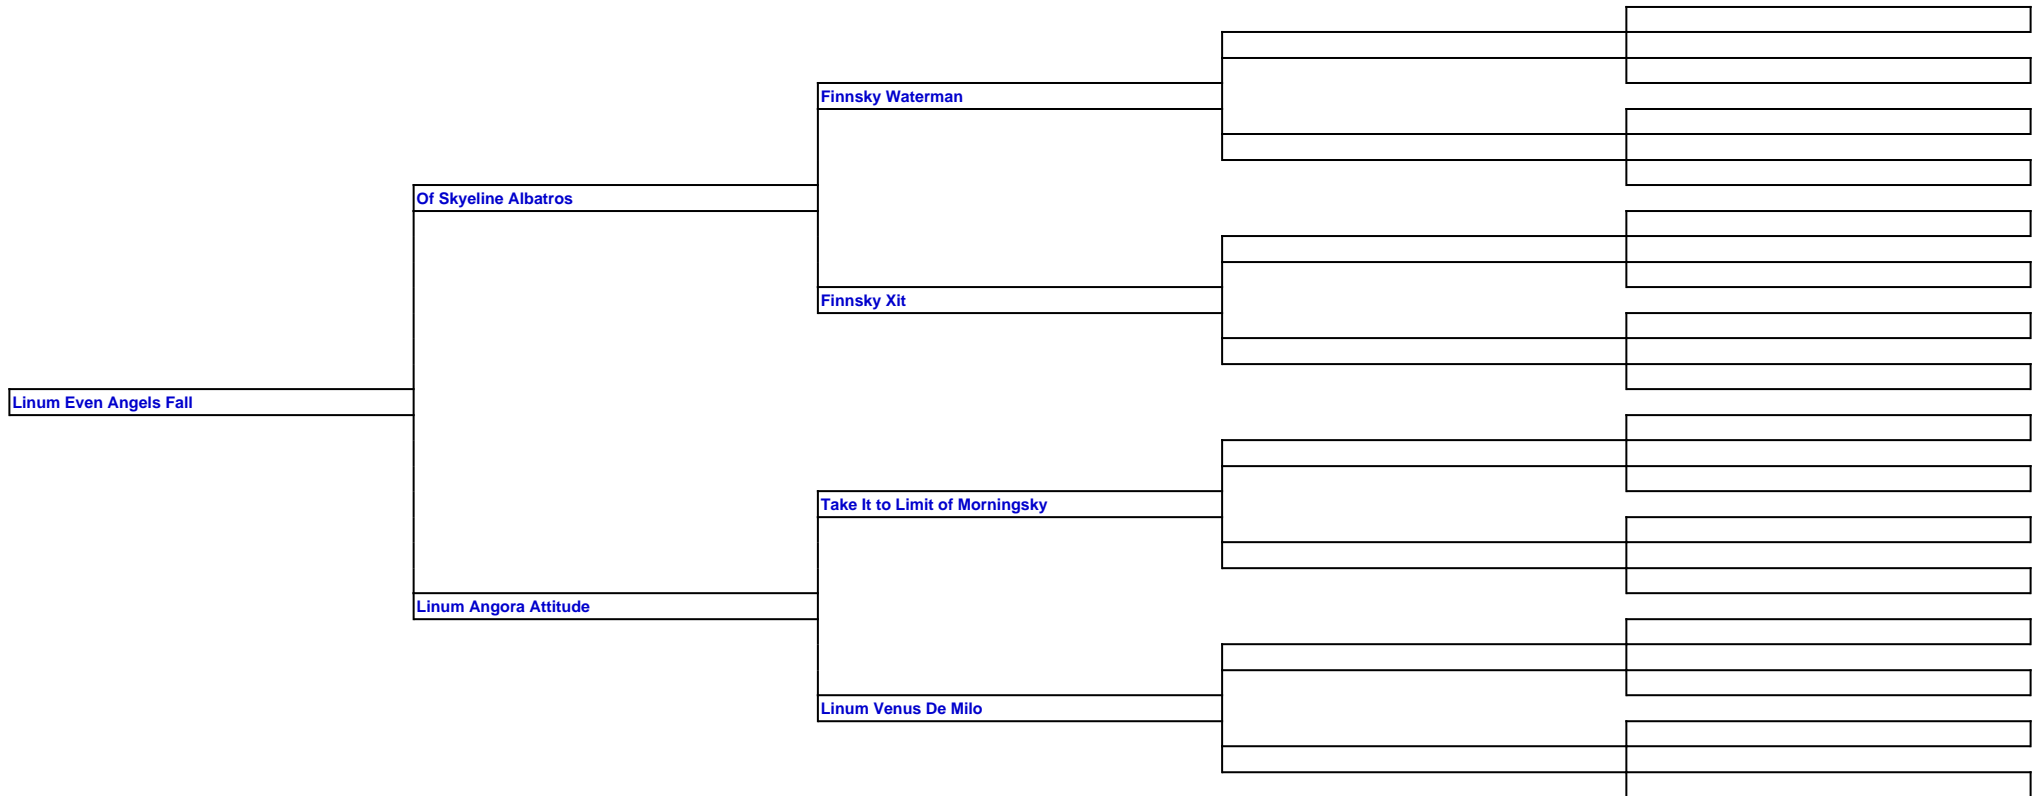 Finnsky Waterman
Of Skyeline Albatros
Finnsky Xit
Linum Even Angels Fall
Take It to Limit of Morningsky
Linum Angora Attitude
Linum Venus De Milo